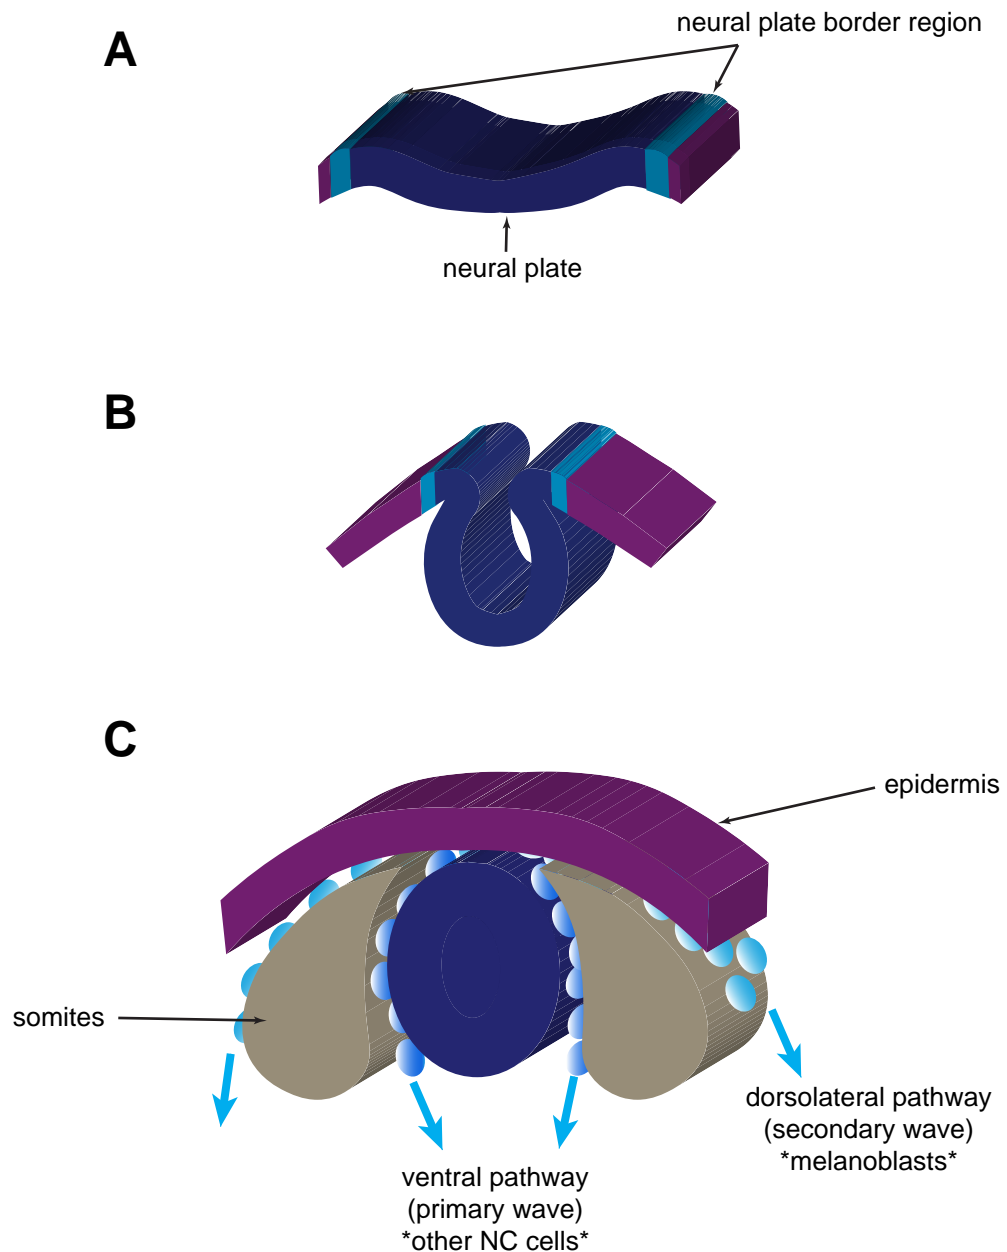 A
neural plate border region
neural plate
B
C
epidermis
somites
dorsolateral pathway
(secondary wave)
*melanoblasts*
ventral pathway
(primary wave)
*other NC cells*